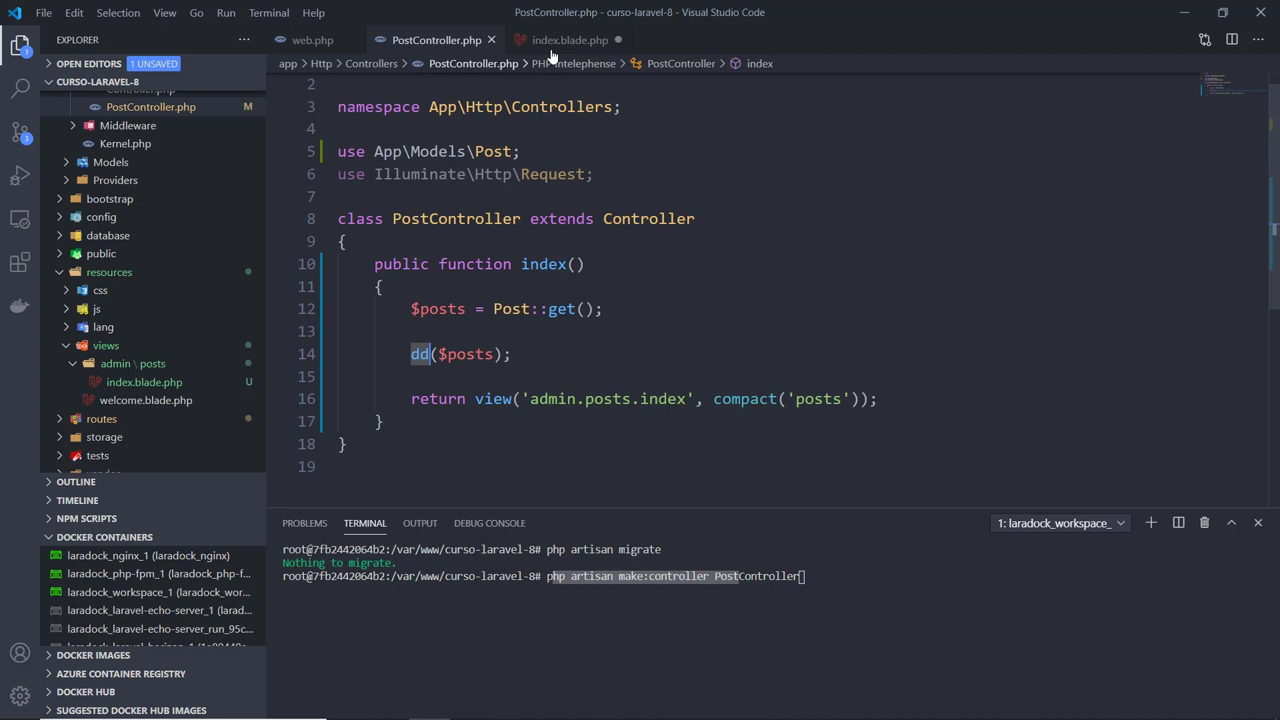 File Edit Selection View Go Run Terminal Help
PostController.php - curso-laravel-8 - Visual Studio Code
EXPLORER
web.php
PostController.php
index.blade.php
OPEN EDITORS 1 UNSAVED
app > Http > Controllers > PostController.php > PHP Intelephense > PostController > index
CURSO-LARAVEL-8
Controller.php
PostController.php M
Middleware
Kernel.php
Models
Providers
bootstrap
config
database
public
resources
css
js
lang
views
admin \ posts
index.blade.php U
welcome.blade.php
routes
storage
tests
vendor
OUTLINE
TIMELINE
NPM SCRIPTS
DOCKER CONTAINERS
laradock_nginx_1 (laradock_nginx)
laradock_php-fpm_1 (laradock_php-f...
laradock_workspace_1 (laradock_wor...
laradock_laravel-echo-server_1 (larad...
laradock_laravel-echo-server_run_95c...
DOCKER IMAGES
AZURE CONTAINER REGISTRY
DOCKER HUB
SUGGESTED DOCKER HUB IMAGES
1
3
2
3 namespace App\Http\Controllers;
4
5 use App\Models\Post;
6 use Illuminate\Http\Request;
7
8 class PostController extends Controller
9 {
10 public function index()
11 {
12 $posts = Post::get();
13
14 dd($posts);
15
16 return view('admin.posts.index', compact('posts'));
17 }
18 }
19
PROBLEMS TERMINAL OUTPUT DEBUG CONSOLE
1: laradock_workspace_
root@7fb2442064b2:/var/www/curso-laravel-8# php artisan migrate
Nothing to migrate.
root@7fb2442064b2:/var/www/curso-laravel-8# php artisan make:controller PostController